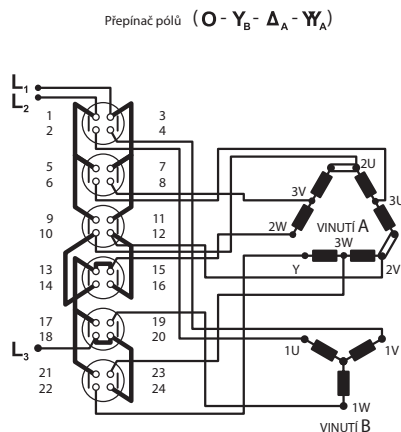 Přepínač pólů (O - Y_B - Δ_A - YY_A)
L1
L2
1 3
2 4
5 7
6 8
2U
3V 3U
9 11
10 12
2W VINUTÍ A
3W
13 15
14 16
Y 2V
17 19
18 20
L3
1U 1V
21 23
22 24
1W
VINUTÍ B